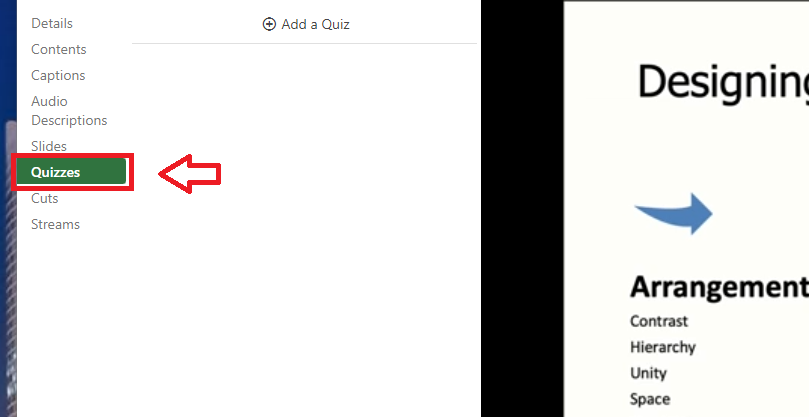 Details
Contents
Captions
Audio
Descriptions
Slides
Quizzes
Cuts
Streams
Add a Quiz
Designing
Arrangement
Contrast
Hierarchy
Unity
Space